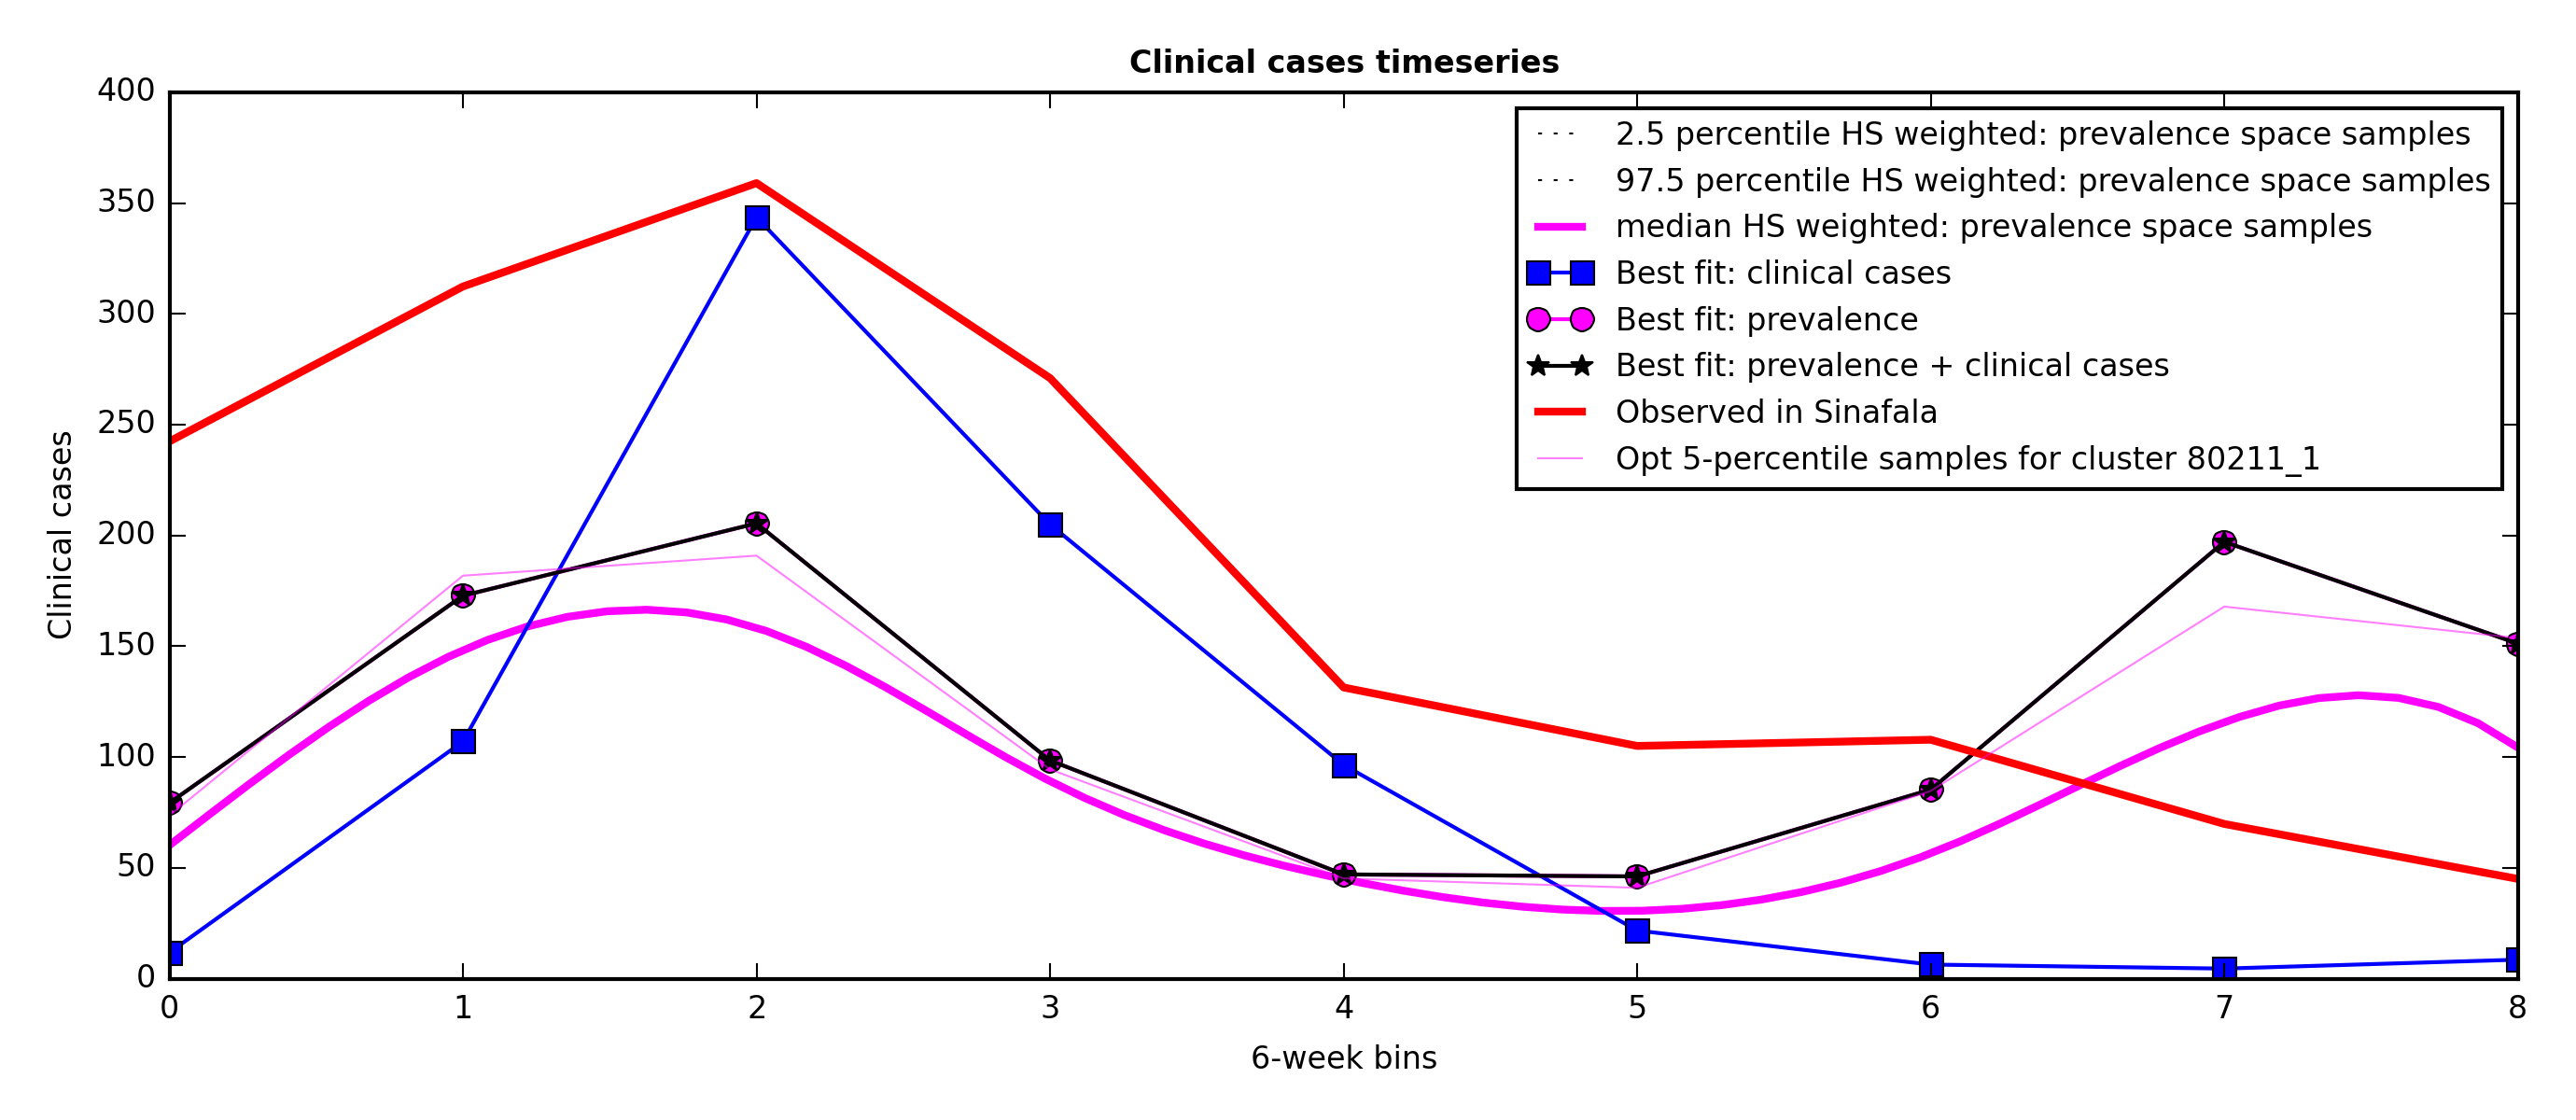 Clinical cases timeseries
400
350
300
250
200
150
100
50
0
Clinical cases
2.5 percentile HS weighted: prevalence space samples
97.5 percentile HS weighted: prevalence space samples
median HS weighted: prevalence space samples
Best fit: clinical cases
Best fit: prevalence
Best fit: prevalence + clinical cases
Observed in Sinafala
Opt 5-percentile samples for cluster 80211_1
0 1 2 3 4 5 6 7 8
6-week bins